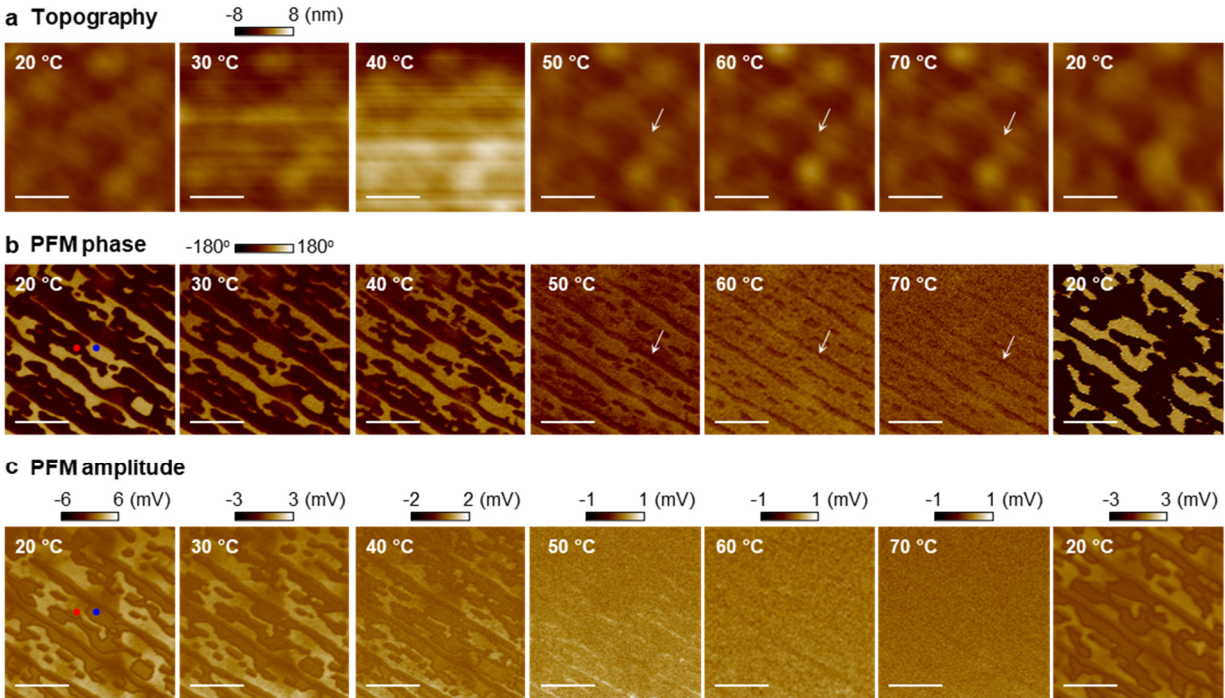 a Topography -8 8 (nm)
20 °C 30 °C 40 °C 50 °C 60 °C 70 °C 20 °C
b PFM phase -180º 180º
20 °C 30 °C 40 °C 50 °C 60 °C 70 °C 20 °C
c PFM amplitude
-6 6 (mV) -3 3 (mV) -2 2 (mV) -1 1 (mV) -1 1 (mV) -1 1 (mV) -3 3 (mV)
20 °C 30 °C 40 °C 50 °C 60 °C 70 °C 20 °C